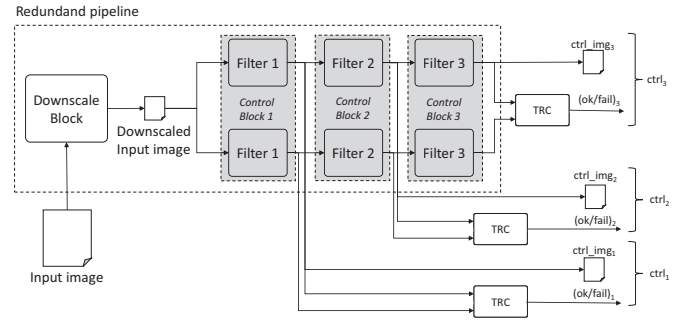 Redundand pipeline
Downscale
Block
Downscaled
Input image
Input image
Filter 1
Filter 2
Filter 3
Control
Block 1
Control
Block 2
Control
Block 3
Filter 1
Filter 2
Filter 3
ctrl_img3
TRC
(ok/fail)3
ctrl3
ctrl_img2
TRC
(ok/fail)2
ctrl2
ctrl_img1
TRC
(ok/fail)1
ctrl1